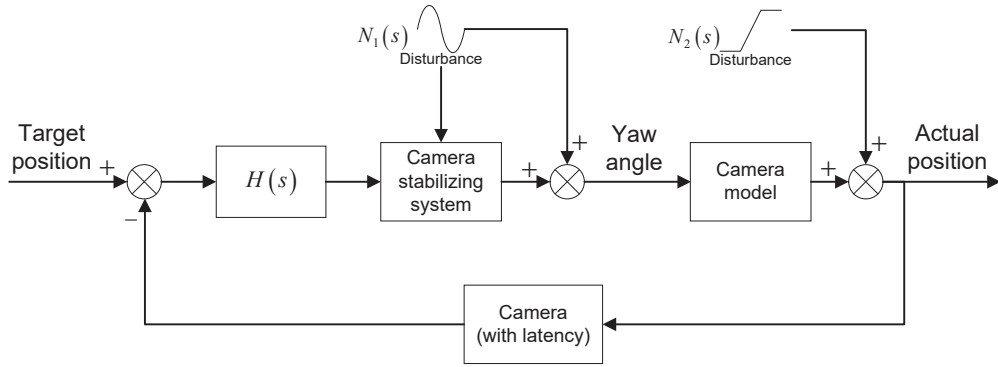 N₁(s)
Disturbance
N₂(s)
Disturbance
Target
position
+
−
H(s)
Camera
stabilizing
system
+
+
Yaw
angle
Camera
model
+
+
Actual
position
Camera
(with latency)